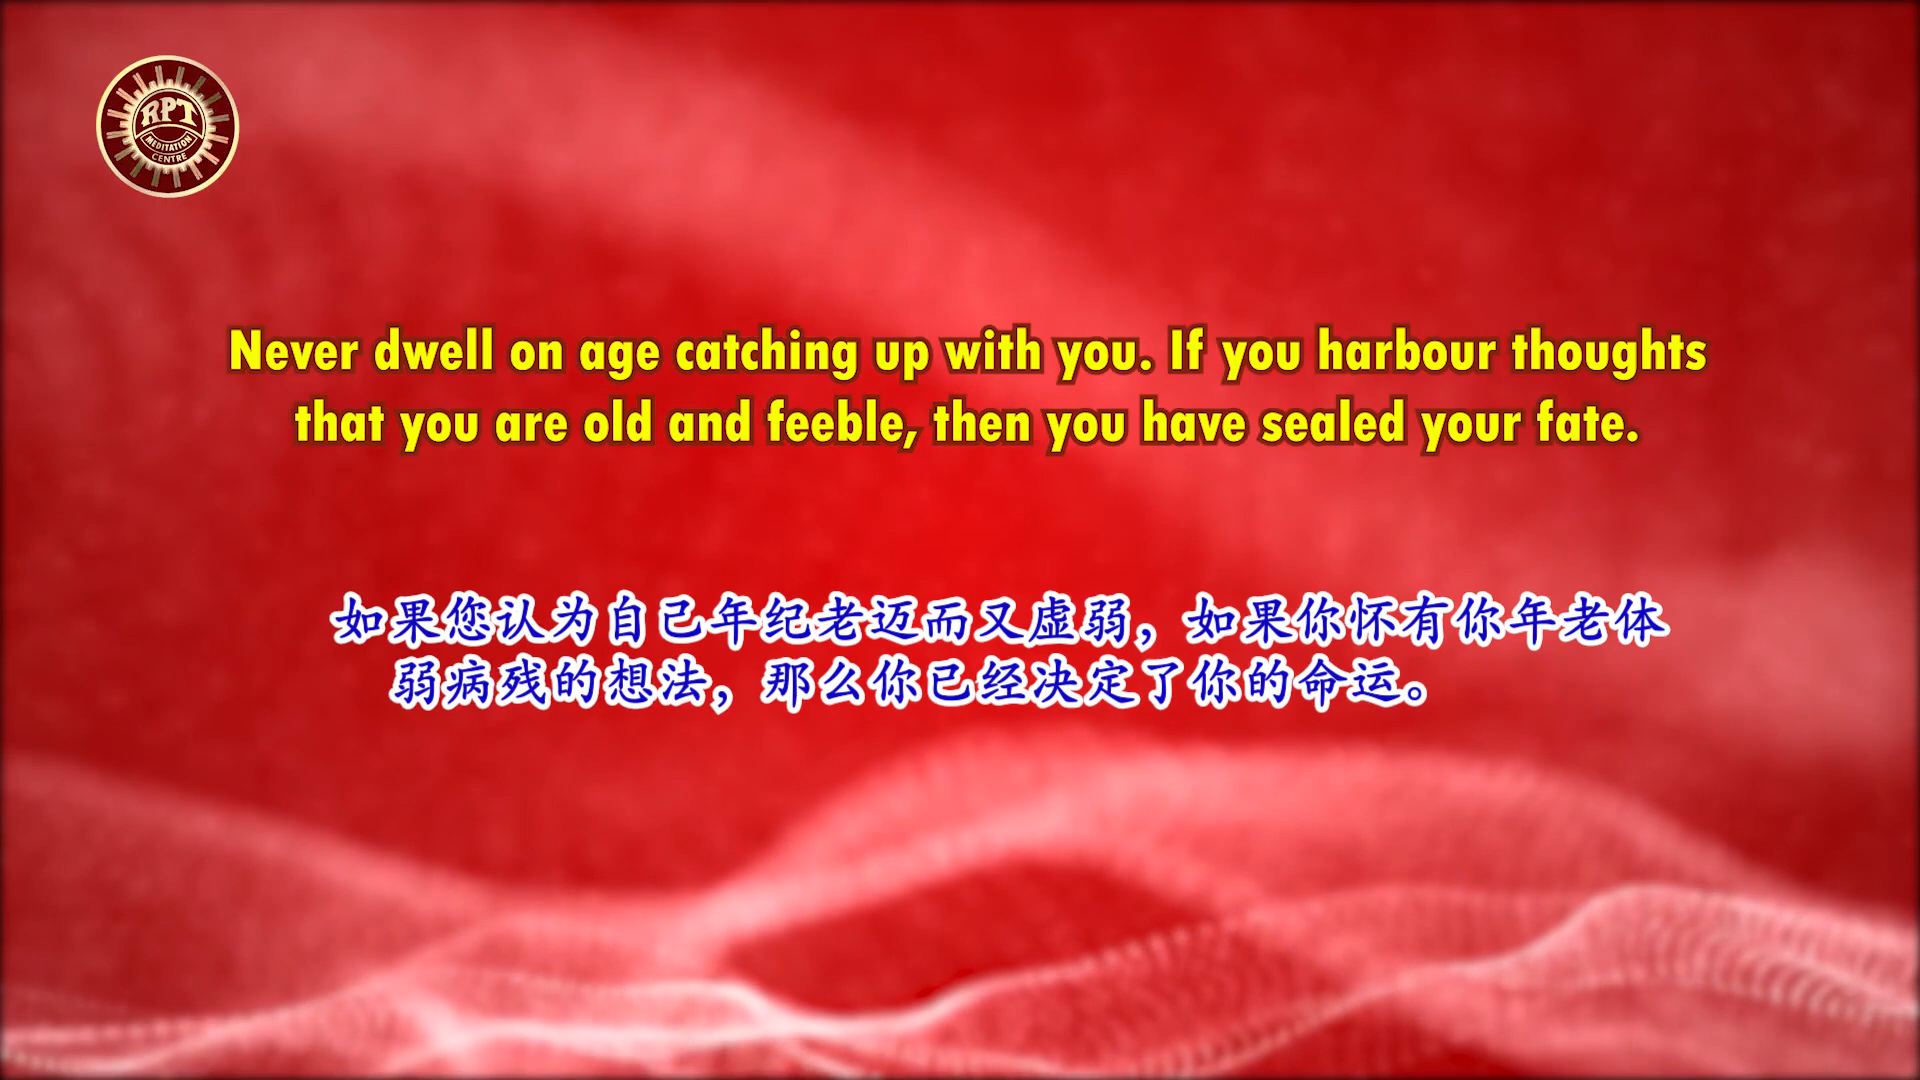 RPT
MEDITATION
CENTRE
Never dwell on age catching up with you. If you harbour thoughts
that you are old and feeble, then you have sealed your fate.
如果您认为自己年纪老迈而又虚弱，如果你怀有你年老体
弱病残的想法，那么你已经决定了你的命运。